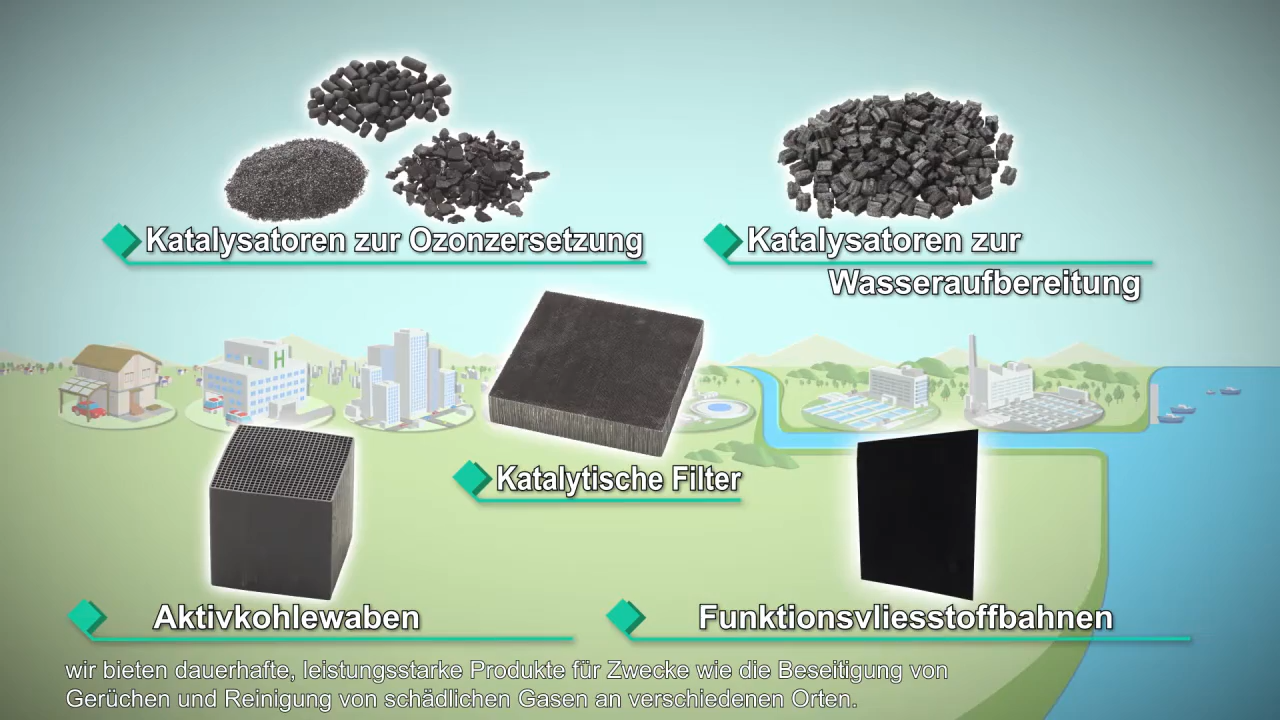 Katalysatoren zur Ozonzersetzung
Katalysatoren zur
Wasseraufbereitung
H
Katalytische Filter
Aktivkohlewaben
Funktionsvliesstoffbahnen
wir bieten dauerhafte, leistungsstarke Produkte für Zwecke wie die Beseitigung von
Gerüchen und Reinigung von schädlichen Gasen an verschiedenen Orten.